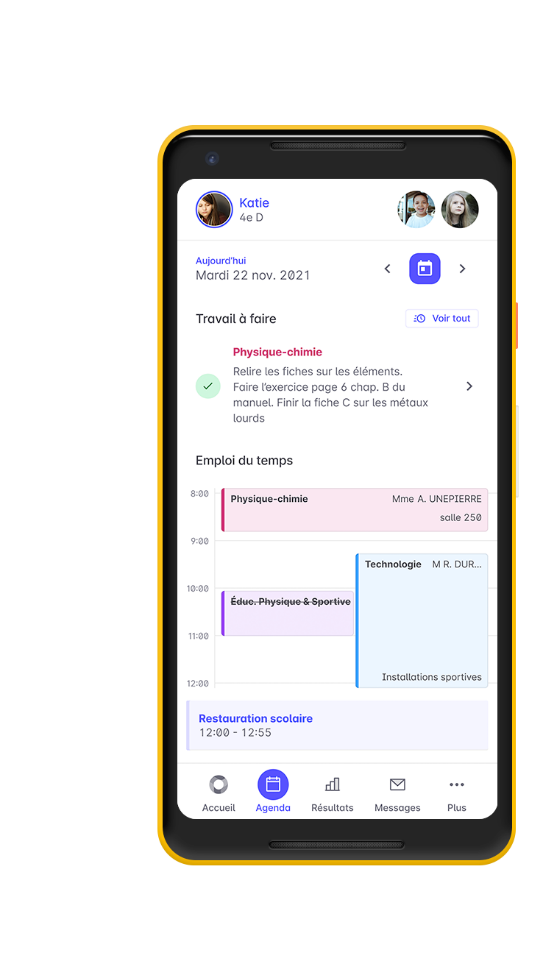 Katie
4e D
Aujourd'hui
Mardi 22 nov. 2021
Travail à faire
Voir tout
Physique-chimie
Relire les fiches sur les éléments.
Faire l'exercice page 6 chap. B du
manuel. Finir la fiche C sur les métaux
lourds
Emploi du temps
8:00
Physique-chimie
Mme A. UNEPIERRE
salle 250
9:00
Technologie
M R. DUR...
10:00
Éduc. Physique & Sportive
11:00
Installations sportives
12:00
Restauration scolaire
12:00 - 12:55
Accueil
Agenda
Résultats
Messages
Plus